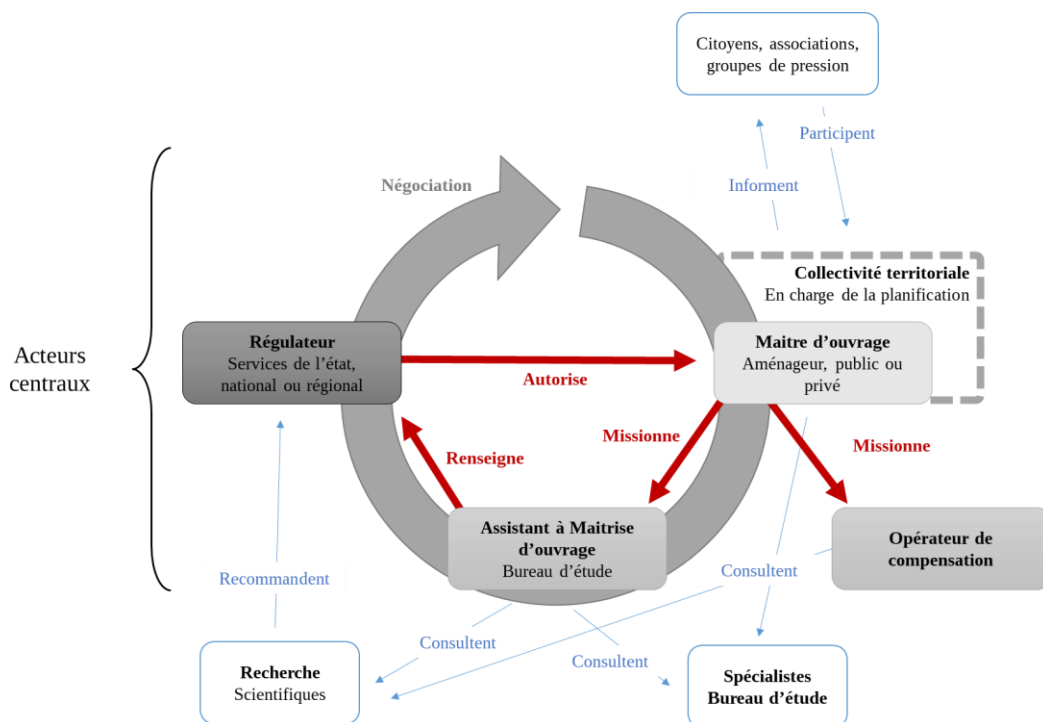 Citoyens, associations,
groupes de pression
Participent
Négociation
Informent
Collectivité territoriale
En charge de la planification
Acteurs
centraux
Régulateur
Services de l’état,
national ou régional
Autorise
Maitre d’ouvrage
Aménageur, public ou
privé
Renseigne
Missionne
Missionne
Assistant à Maitrise
d’ouvrage
Bureau d’étude
Opérateur de
compensation
Recommandent
Consultent
Consultent
Consultent
Recherche
Scientifiques
Spécialistes
Bureau d’étude